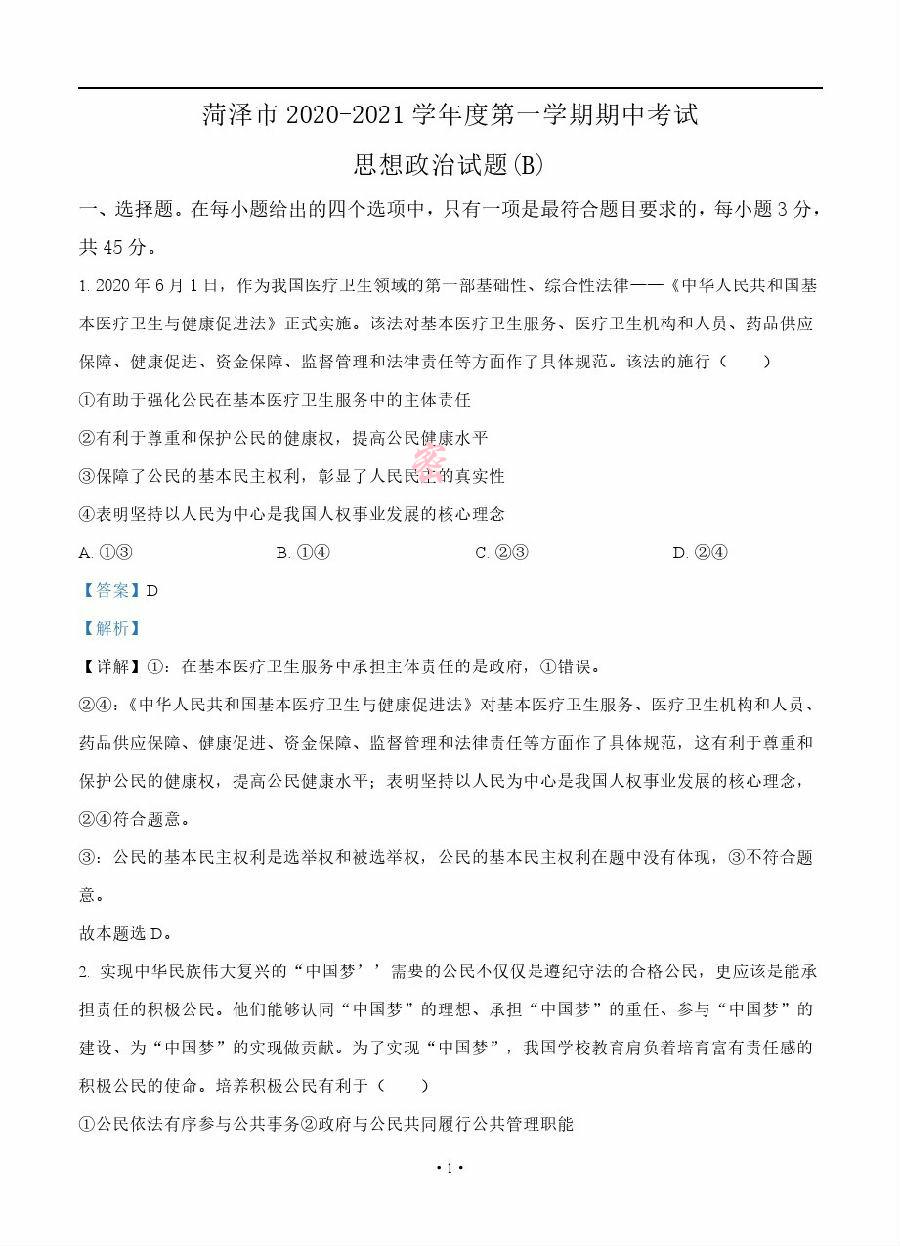 菏泽市 2020-2021 学年度第一学期期中考试
思想政治试题(B)
一、选择题。在每小题给出的四个选项中，只有一项是最符合题目要求的，每小题 3 分，
共 45 分。
1. 2020 年 6 月 1 日，作为我国医疗卫生领域的第一部基础性、综合性法律——《中华人民共和国基
本医疗卫生与健康促进法》正式实施。该法对基本医疗卫生服务、医疗卫生机构和人员、药品供应
保障、健康促进、资金保障、监督管理和法律责任等方面作了具体规范。该法的施行（　　）
①有助于强化公民在基本医疗卫生服务中的主体责任
②有利于尊重和保护公民的健康权，提高公民健康水平
③保障了公民的基本民主权利，彰显了人民民主的真实性
④表明坚持以人民为中心是我国人权事业发展的核心理念
A. ①③ B. ①④ C. ②③ D. ②④
【答案】D
【解析】
【详解】①：在基本医疗卫生服务中承担主体责任的是政府，①错误。
②④：《中华人民共和国基本医疗卫生与健康促进法》对基本医疗卫生服务、医疗卫生机构和人员、
药品供应保障、健康促进、资金保障、监督管理和法律责任等方面作了具体规范，这有利于尊重和
保护公民的健康权，提高公民健康水平；表明坚持以人民为中心是我国人权事业发展的核心理念，
②④符合题意。
③：公民的基本民主权利是选举权和被选举权，公民的基本民主权利在题中没有体现，③不符合题
意。
故本题选 D。
2. 实现中华民族伟大复兴的“中国梦’’需要的公民不仅仅是遵纪守法的合格公民，更应该是能承
担责任的积极公民。他们能够认同“中国梦”的理想、承担“中国梦”的重任、参与“中国梦”的
建设、为“中国梦”的实现做贡献。为了实现“中国梦”，我国学校教育肩负着培育富有责任感的
积极公民的使命。培养积极公民有利于（　　）
①公民依法有序参与公共事务②政府与公民共同履行公共管理职能
•1•